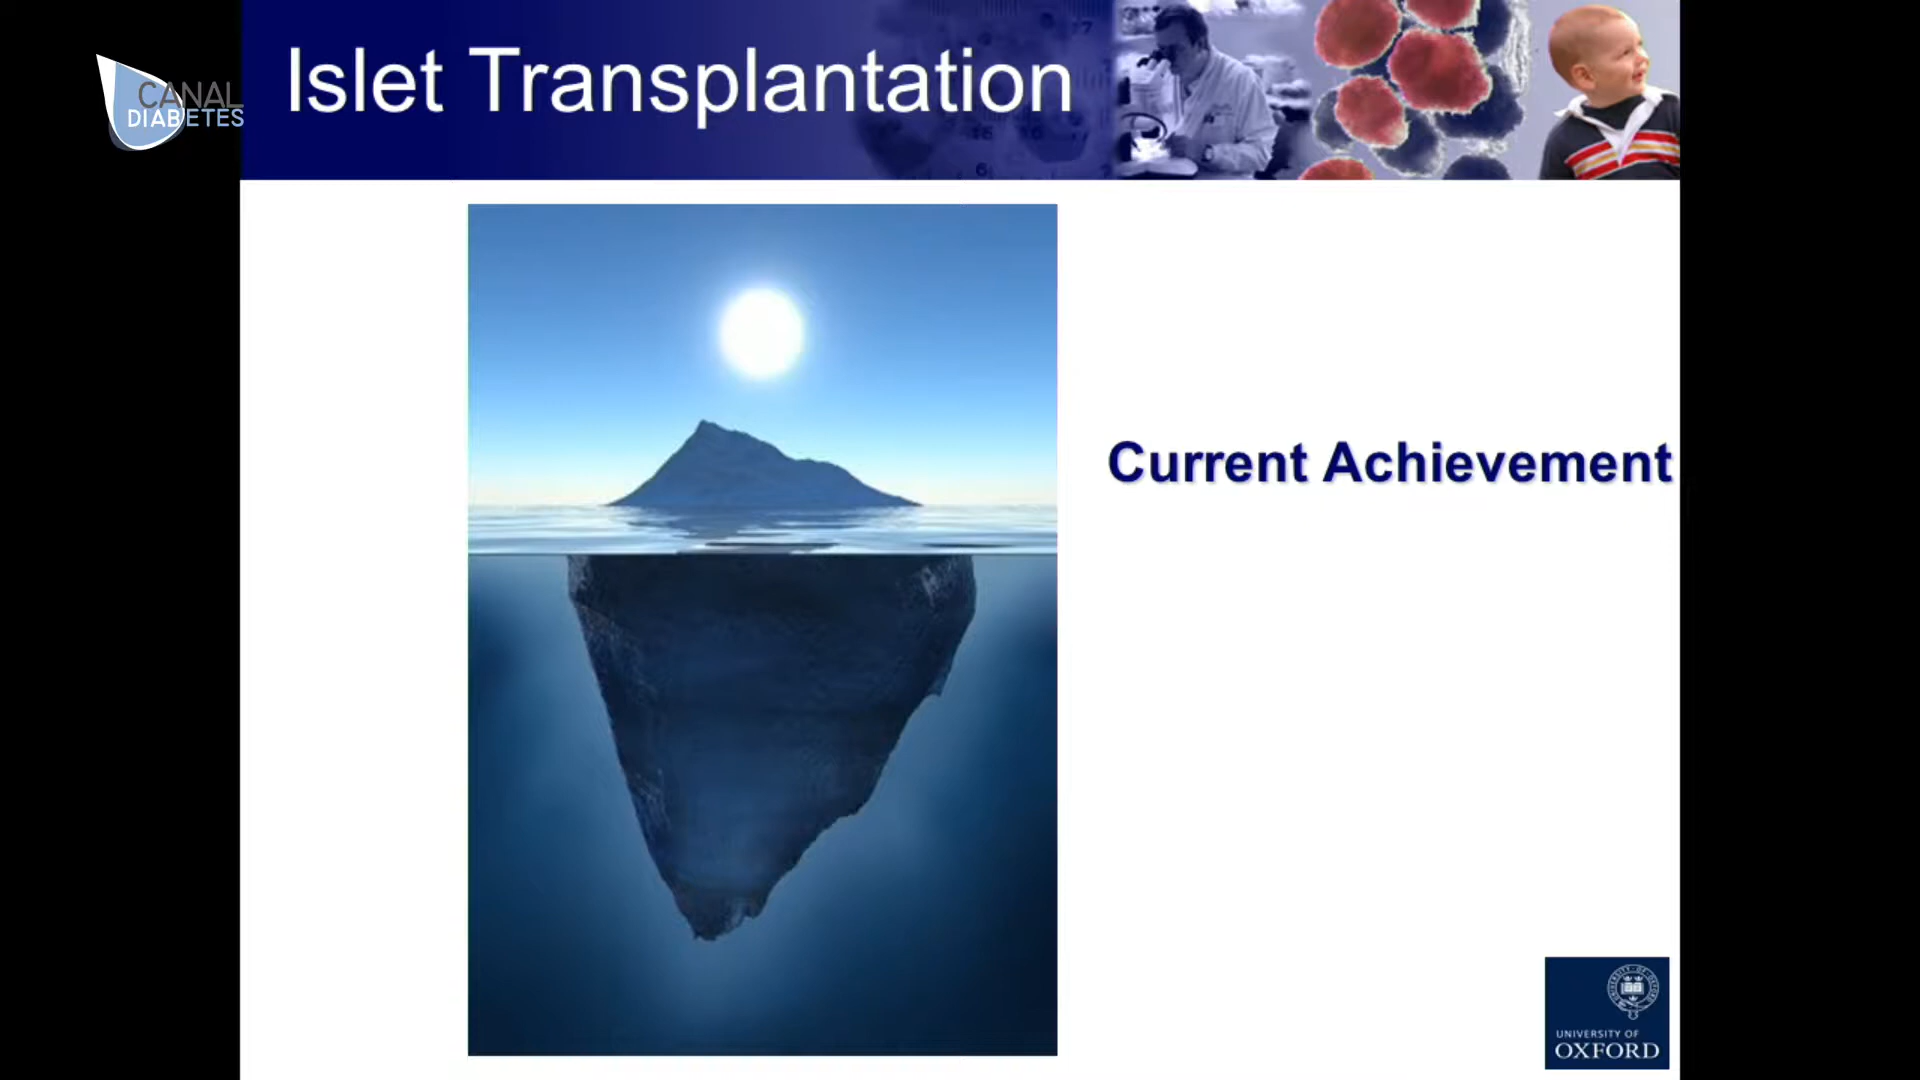 CANAL
DIABETES
Islet Transplantation
Current Achievement
UNIVERSITY OF
OXFORD